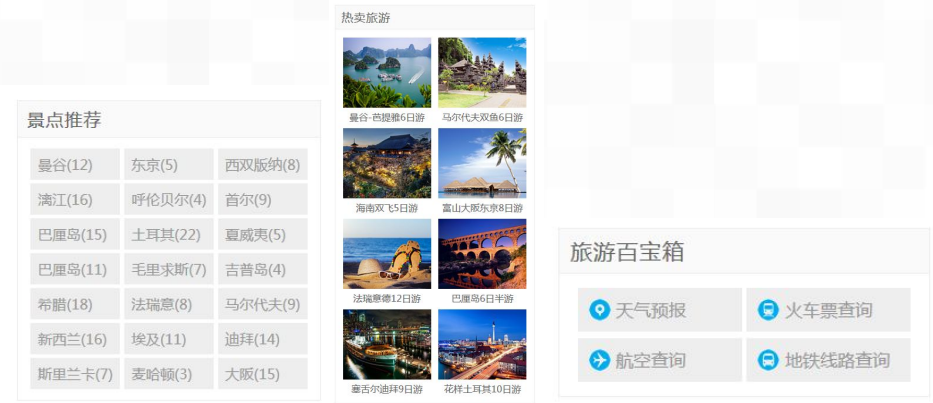 景点推荐
曼谷(12) 东京(5) 西双版纳(8)
漓江(16) 呼伦贝尔(4) 首尔(9)
巴厘岛(15) 土耳其(22) 夏威夷(5)
巴厘岛(11) 毛里求斯(7) 吉普岛(4)
希腊(18) 法瑞意(8) 马尔代夫(9)
新西兰(16) 埃及(11) 迪拜(14)
斯里兰卡(7) 麦哈顿(3) 大阪(15)
热卖旅游
曼谷-芭提雅6日游 马尔代夫双鱼6日游
海南双飞5日游 富山大阪东京8日游
法瑞意德12日游 巴厘岛6日半游
塞舌尔迪拜9日游 花样土耳其10日游
旅游百宝箱
天气预报 火车票查询
航空查询 地铁线路查询